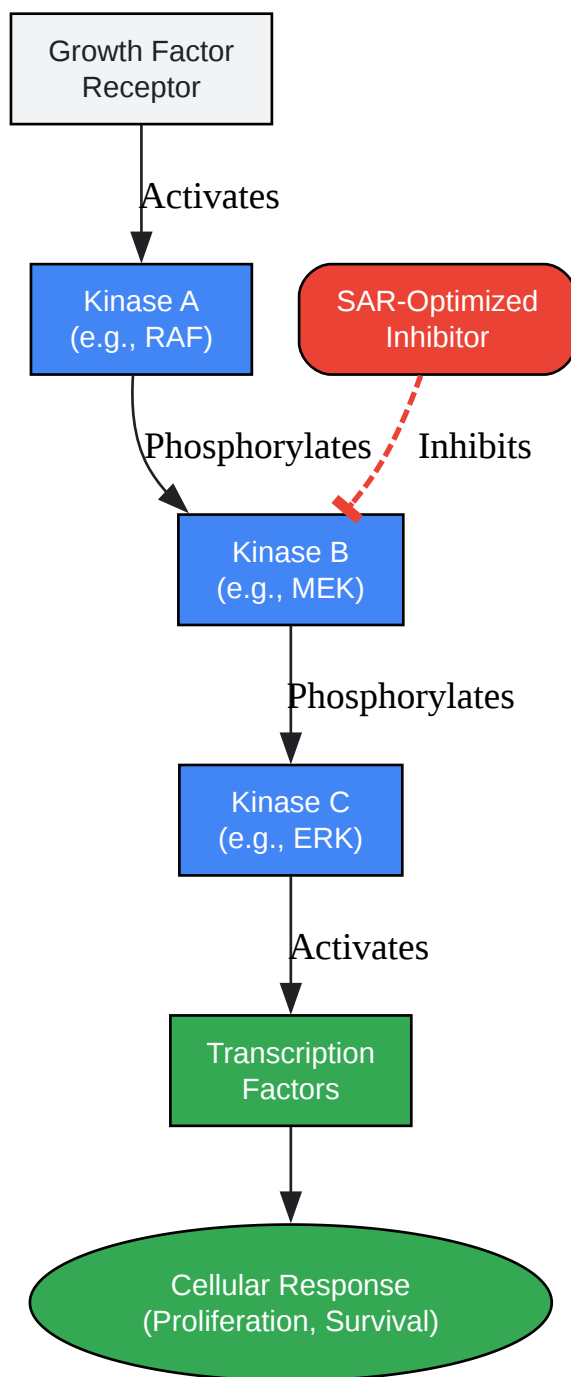 Growth Factor
Receptor
Activates
Kinase A
(e.g., RAF)
SAR-Optimized
Inhibitor
Phosphorylates
Inhibits
Kinase B
(e.g., MEK)
Phosphorylates
Kinase C
(e.g., ERK)
Activates
Transcription
Factors
Cellular Response
(Proliferation, Survival)